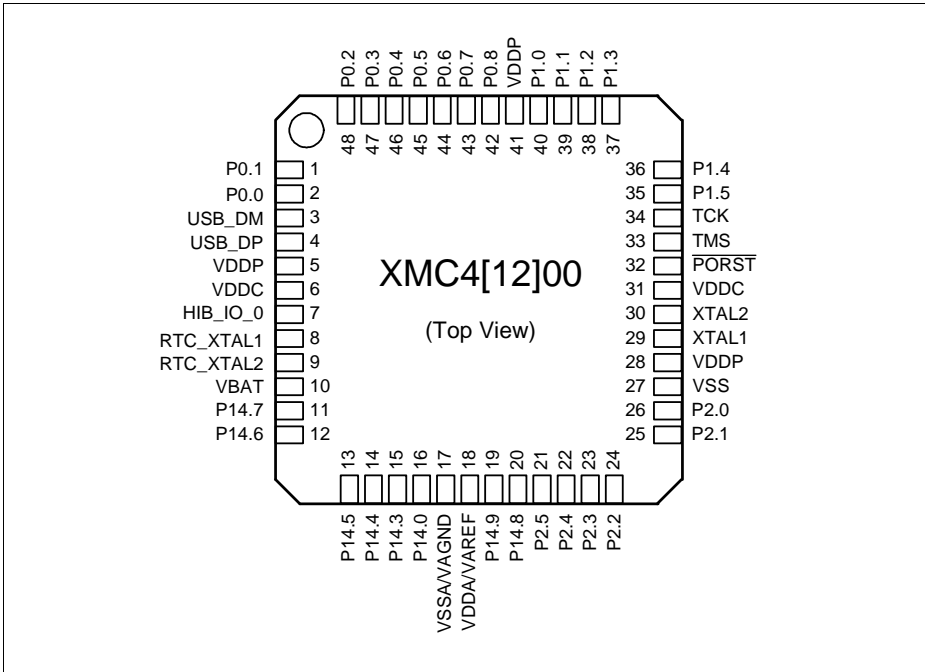 P0.2 P0.3 P0.4 P0.5 P0.6 P0.7 P0.8 VDDP P1.0 P1.1 P1.2 P1.3
48 47 46 45 44 43 42 41 40 39 38 37
P0.1 1 36 P1.4
P0.0 2 35 P1.5
USB_DM 3 34 TCK
USB_DP 4 33 TMS
VDDP 5 32 PORST
VDDC 6 31 VDDC
HIB_IO_0 7 30 XTAL2
RTC_XTAL1 8 29 XTAL1
RTC_XTAL2 9 28 VDDP
VBAT 10 27 VSS
P14.7 11 26 P2.0
P14.6 12 25 P2.1
XMC4[12]00
(Top View)
13 14 15 16 17 18 19 20 21 22 23 24
P14.5 P14.4 P14.3 P14.0 VSSA/VAGND VDDA/VAREF P14.9 P14.8 P2.5 P2.4 P2.3 P2.2